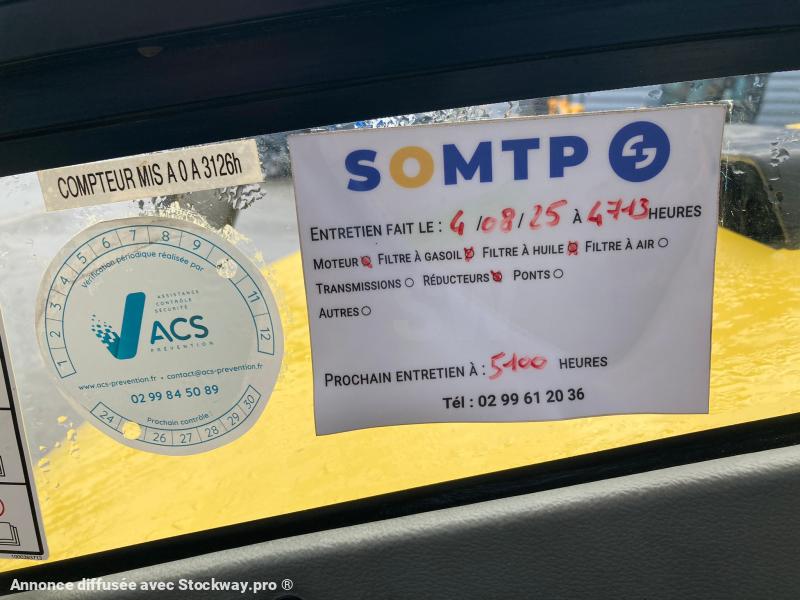 COMPTEUR MIS A 0 A 3126h
SOMTP
ENTRETIEN FAIT LE : 4 /08/ 25 À 4713 HEURES
MOTEUR FILTRE À GASOIL FILTRE À HUILE FILTRE À AIR
TRANSMISSIONS RÉDUCTEURS PONTS
AUTRES
PROCHAIN ENTRETIEN À : 5100 HEURES
Tél : 02 99 61 20 36
1 2 3 4 5 6 7 8 9 11 12
Vérification périodique réalisée par
ASSISTANCE
CONTRÔLE
SÉCURITÉ
ACS
PRÉVENTION
www.acs-prevention.fr • contact@acs-prevention.fr
02 99 84 50 89
Prochain contrôle
24 26 27 28 29 30
Annonce diffusée avec Stockway.pro ®